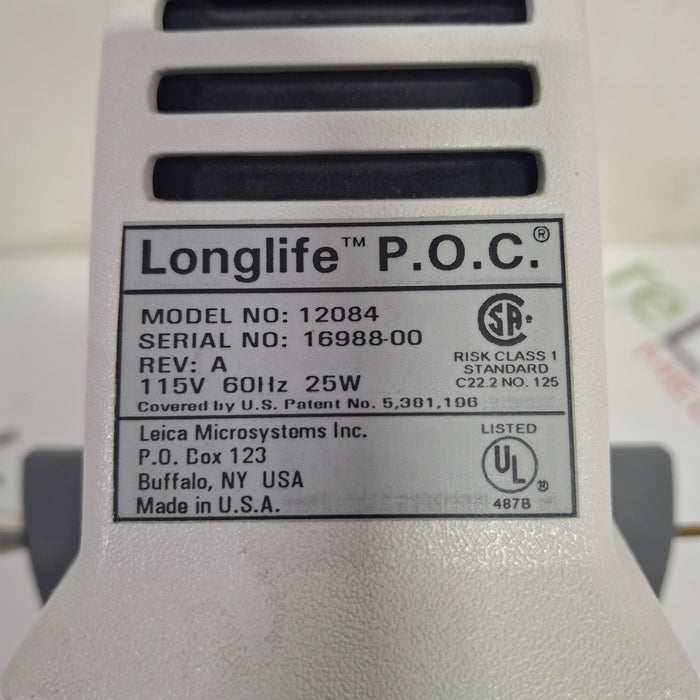 Longlife™ P.O.C.®
MODEL NO: 12084
SERIAL NO: 16988-00
REV: A
115V 60Hz 25W
Covered by U.S. Patent No. 5,381,196
CSA®
RISK CLASS 1
STANDARD
C22.2 NO. 125
Leica Microsystems Inc.
P.O. Box 123
Buffalo, NY USA
Made in U.S.A.
LISTED
UL®
487B